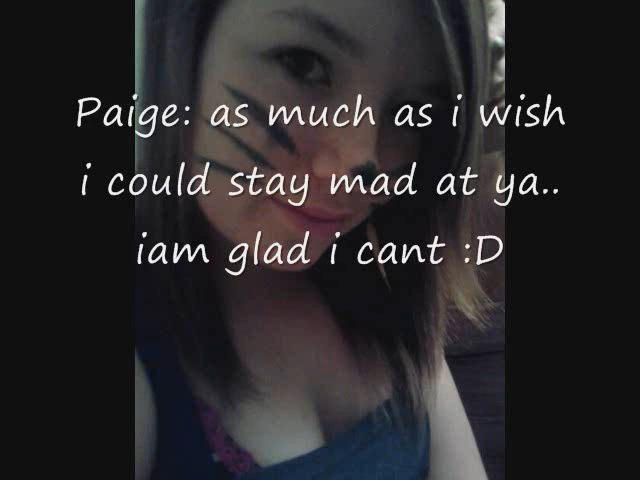 Paige: as much as i wish
i could stay mad at ya..
iam glad i cant :D